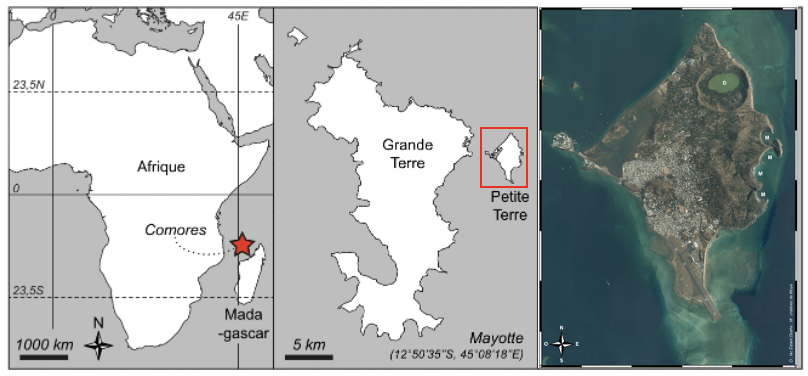 45E
23,5N
Afrique
0
Comores
23,5S
Mada
-gascar
N
1000 km
Grande
Terre
Petite
Terre
Mayotte
(12°50'35''S, 45°08'18''E)
5 km
D
M
M
M
M
N
O
E
S